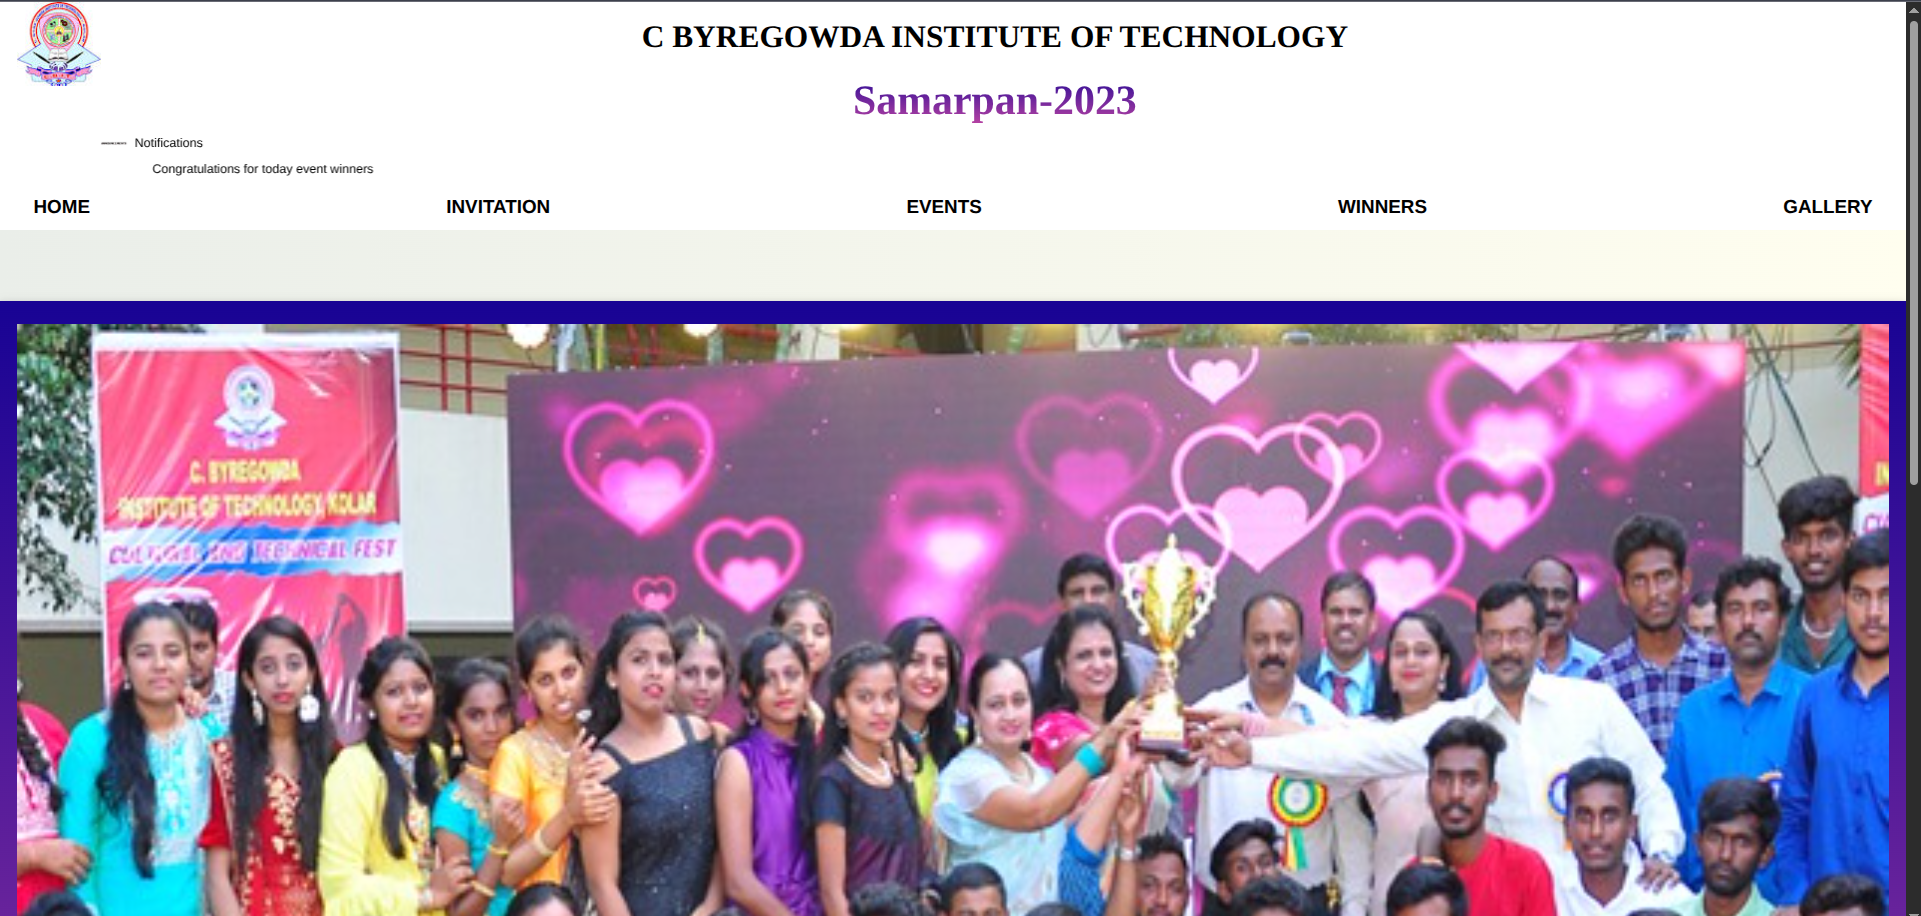 C BYREGOWDA INSTITUTE OF TECHNOLOGY
Samarpan-2023
Notifications
Congratulations for today event winners
HOME INVITATION EVENTS WINNERS GALLERY
C. BYREGOWDA
INSTITUTE OF TECHNOLOGY, KOLAR
CULTURAL AND TECHNICAL FEST